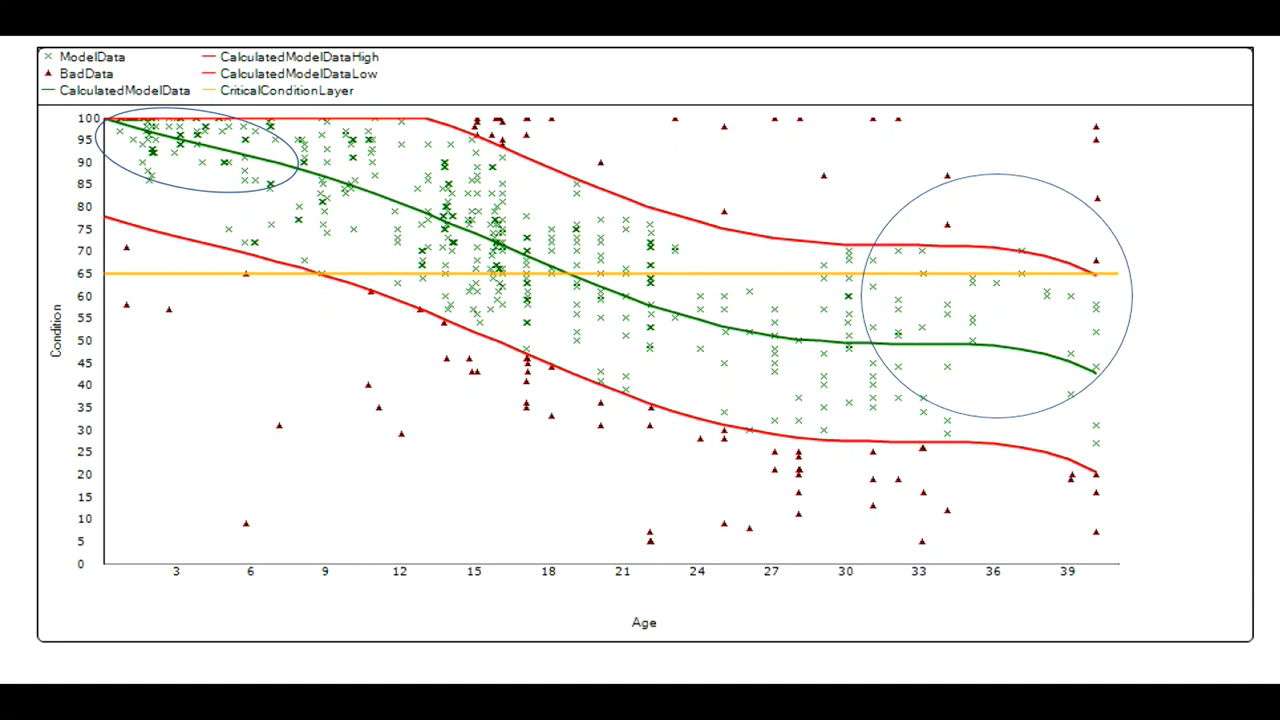 ModelData
BadData
CalculatedModelData
CalculatedModelDataHigh
CalculatedModelDataLow
CriticalConditionLayer
100
95
90
85
80
75
70
65
60
55
50
45
40
35
30
25
20
15
10
5
0
Condition
3 6 9 12 15 18 21 24 27 30 33 36 39
Age